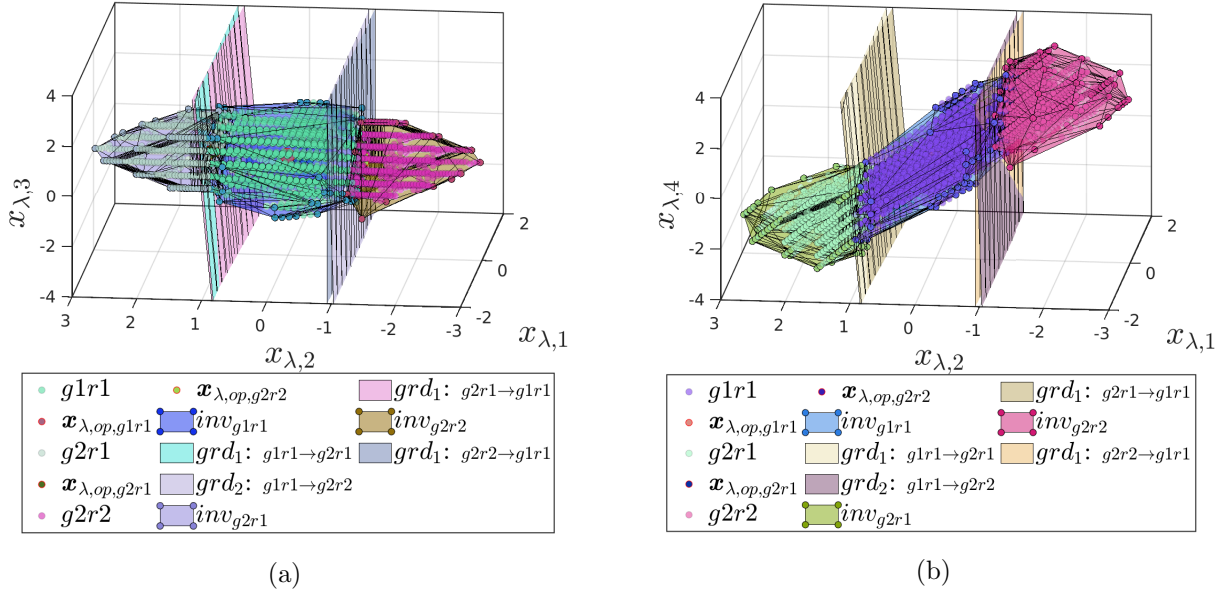 4
2
0
-2
-4
3
2
1
0
-1
-2
-3
2
0
-2
x_{λ,3}
x_{λ,2}
x_{λ,1}
g1r1
x_{λ,op,g1r1}
g2r1
x_{λ,op,g2r1}
g2r2
x_{λ,op,g2r2}
inv_{g1r1}
grd_1: g1r1→g2r1
grd_2: g1r1→g2r2
inv_{g2r1}
grd_1: g2r1→g1r1
inv_{g2r2}
grd_1: g2r2→g1r1
(a)
4
2
0
-2
-4
3
2
1
0
-1
-2
-3
2
0
-2
x_{λ,4}
x_{λ,2}
x_{λ,1}
g1r1
x_{λ,op,g1r1}
g2r1
x_{λ,op,g2r1}
g2r2
x_{λ,op,g2r2}
inv_{g1r1}
grd_1: g1r1→g2r1
grd_2: g1r1→g2r2
inv_{g2r1}
grd_1: g2r1→g1r1
inv_{g2r2}
grd_1: g2r2→g1r1
(b)